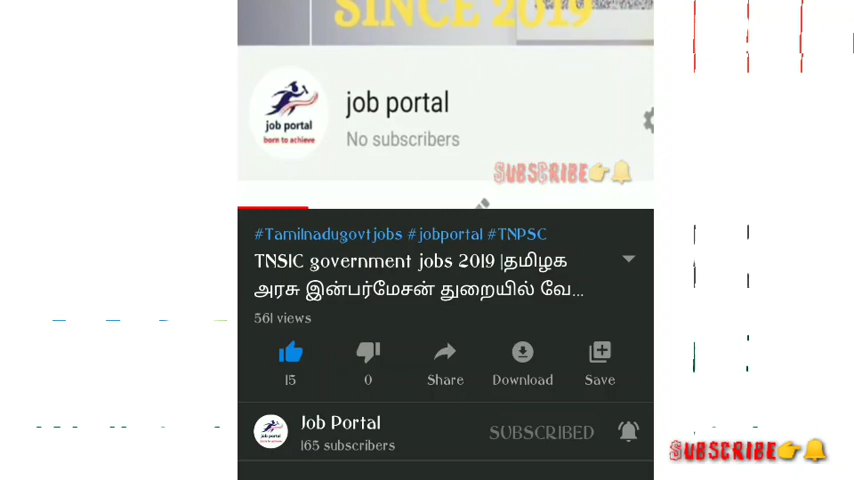 SINCE 2019
job portal
job portal
born to achieve
No subscribers
SUBSCRIBE
#Tamilnadugovtjobs #jobportal #TNPSC
TNSIC government jobs 2019 |தமிழக
அரசு இன்பர்மேசன் துறையில் வே...
561 views
15
0
Share
Download
Save
Job Portal
165 subscribers
SUBSCRIBED
SUBSCRIBE